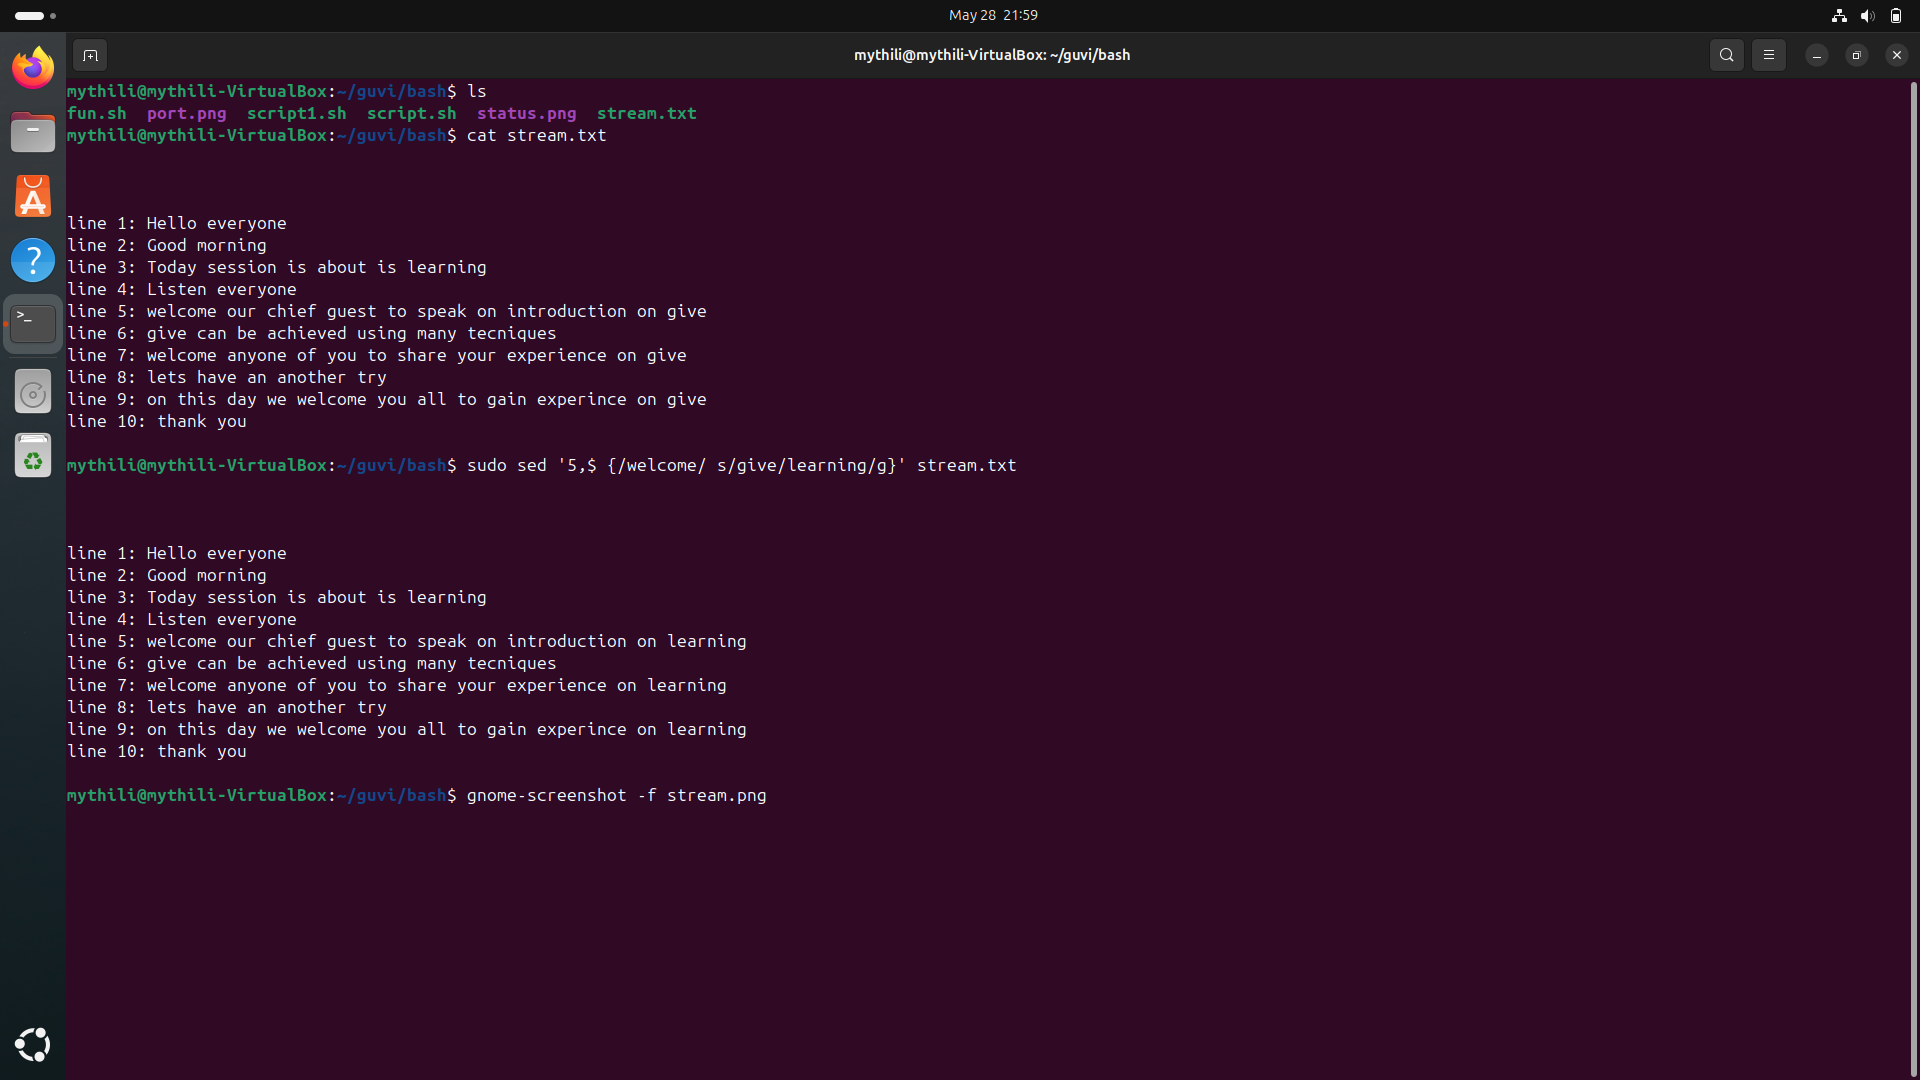 May 28 21:59
mythili@mythili-VirtualBox: ~/guvi/bash
mythili@mythili-VirtualBox:~/guvi/bash$ ls
fun.sh port.png script1.sh script.sh status.png stream.txt
mythili@mythili-VirtualBox:~/guvi/bash$ cat stream.txt
line 1: Hello everyone
line 2: Good morning
line 3: Today session is about is learning
line 4: Listen everyone
line 5: welcome our chief guest to speak on introduction on give
line 6: give can be achieved using many tecniques
line 7: welcome anyone of you to share your experience on give
line 8: lets have an another try
line 9: on this day we welcome you all to gain experince on give
line 10: thank you
mythili@mythili-VirtualBox:~/guvi/bash$ sudo sed '5,$ {/welcome/ s/give/learning/g}' stream.txt
line 1: Hello everyone
line 2: Good morning
line 3: Today session is about is learning
line 4: Listen everyone
line 5: welcome our chief guest to speak on introduction on learning
line 6: give can be achieved using many tecniques
line 7: welcome anyone of you to share your experience on learning
line 8: lets have an another try
line 9: on this day we welcome you all to gain experince on learning
line 10: thank you
mythili@mythili-VirtualBox:~/guvi/bash$ gnome-screenshot -f stream.png